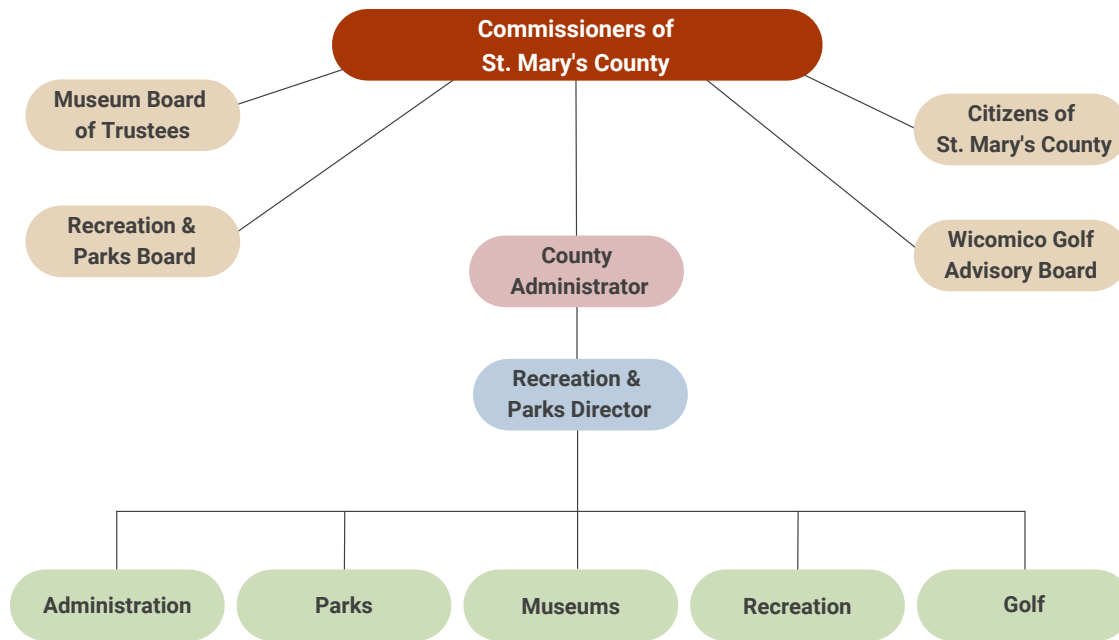 Commissioners of
St. Mary's County
Museum Board
of Trustees
Citizens of
St. Mary's County
Recreation &
Parks Board
Wicomico Golf
Advisory Board
County
Administrator
Recreation &
Parks Director
Administration
Parks
Museums
Recreation
Golf